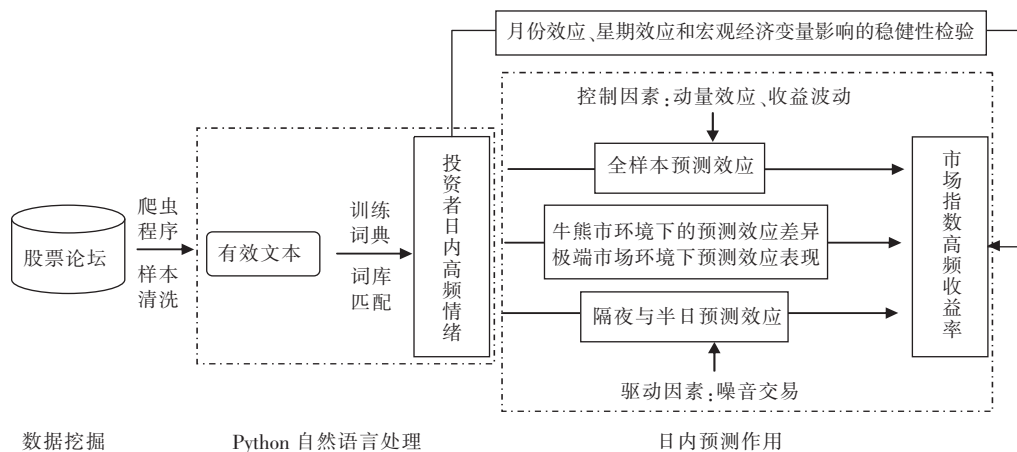 月份效应、星期效应和宏观经济变量影响的稳健性检验
控制因素:动量效应、收益波动
全样本预测效应
牛熊市环境下的预测效应差异
极端市场环境下预测效应表现
隔夜与半日预测效应
驱动因素:噪音交易
股票论坛
爬虫
程序
样本
清洗
有效文本
训练
词典
词库
匹配
投资者日内高频情绪
市场指数高频收益率
数据挖掘
Python 自然语言处理
日内预测作用